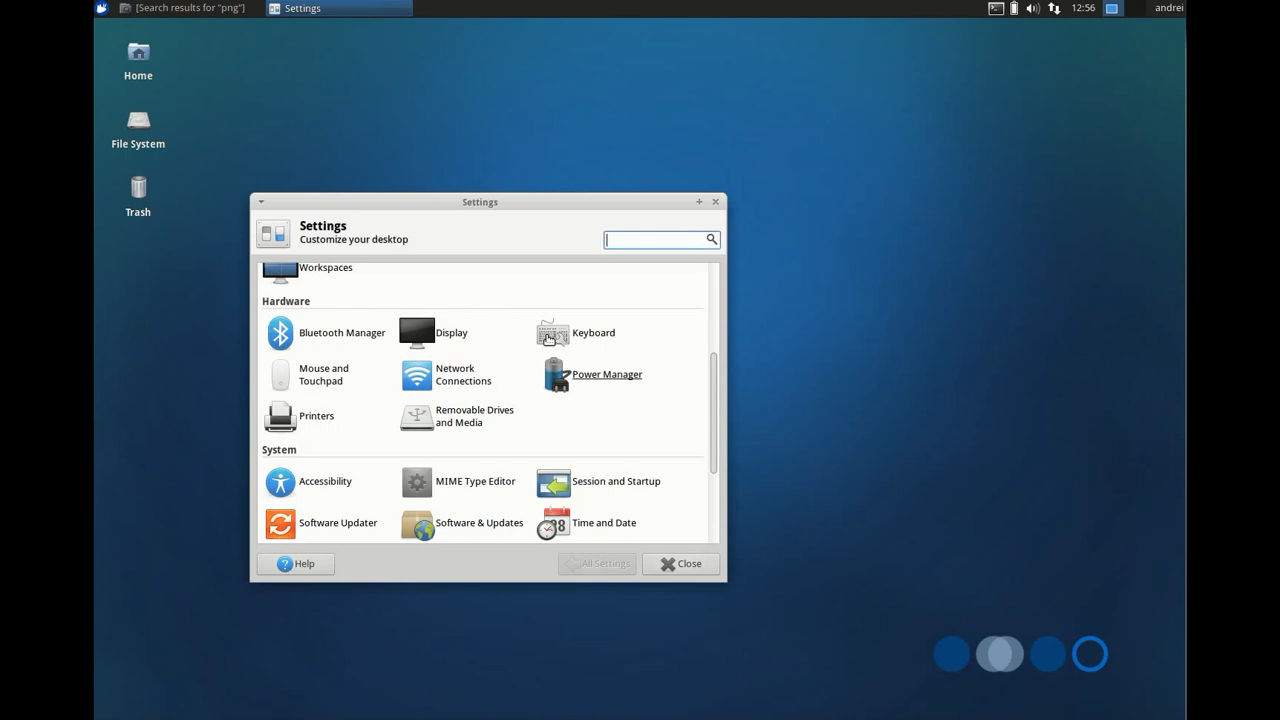 [Search results for "png"]
Settings
12:56
andrei
Home
File System
Trash
Settings
Settings
Customize your desktop
Workspaces
Hardware
Bluetooth Manager
Display
Keyboard
Mouse and
Touchpad
Network
Connections
Power Manager
Printers
Removable Drives
and Media
System
Accessibility
MIME Type Editor
Session and Startup
Software Updater
Software & Updates
Time and Date
Help
All Settings
Close